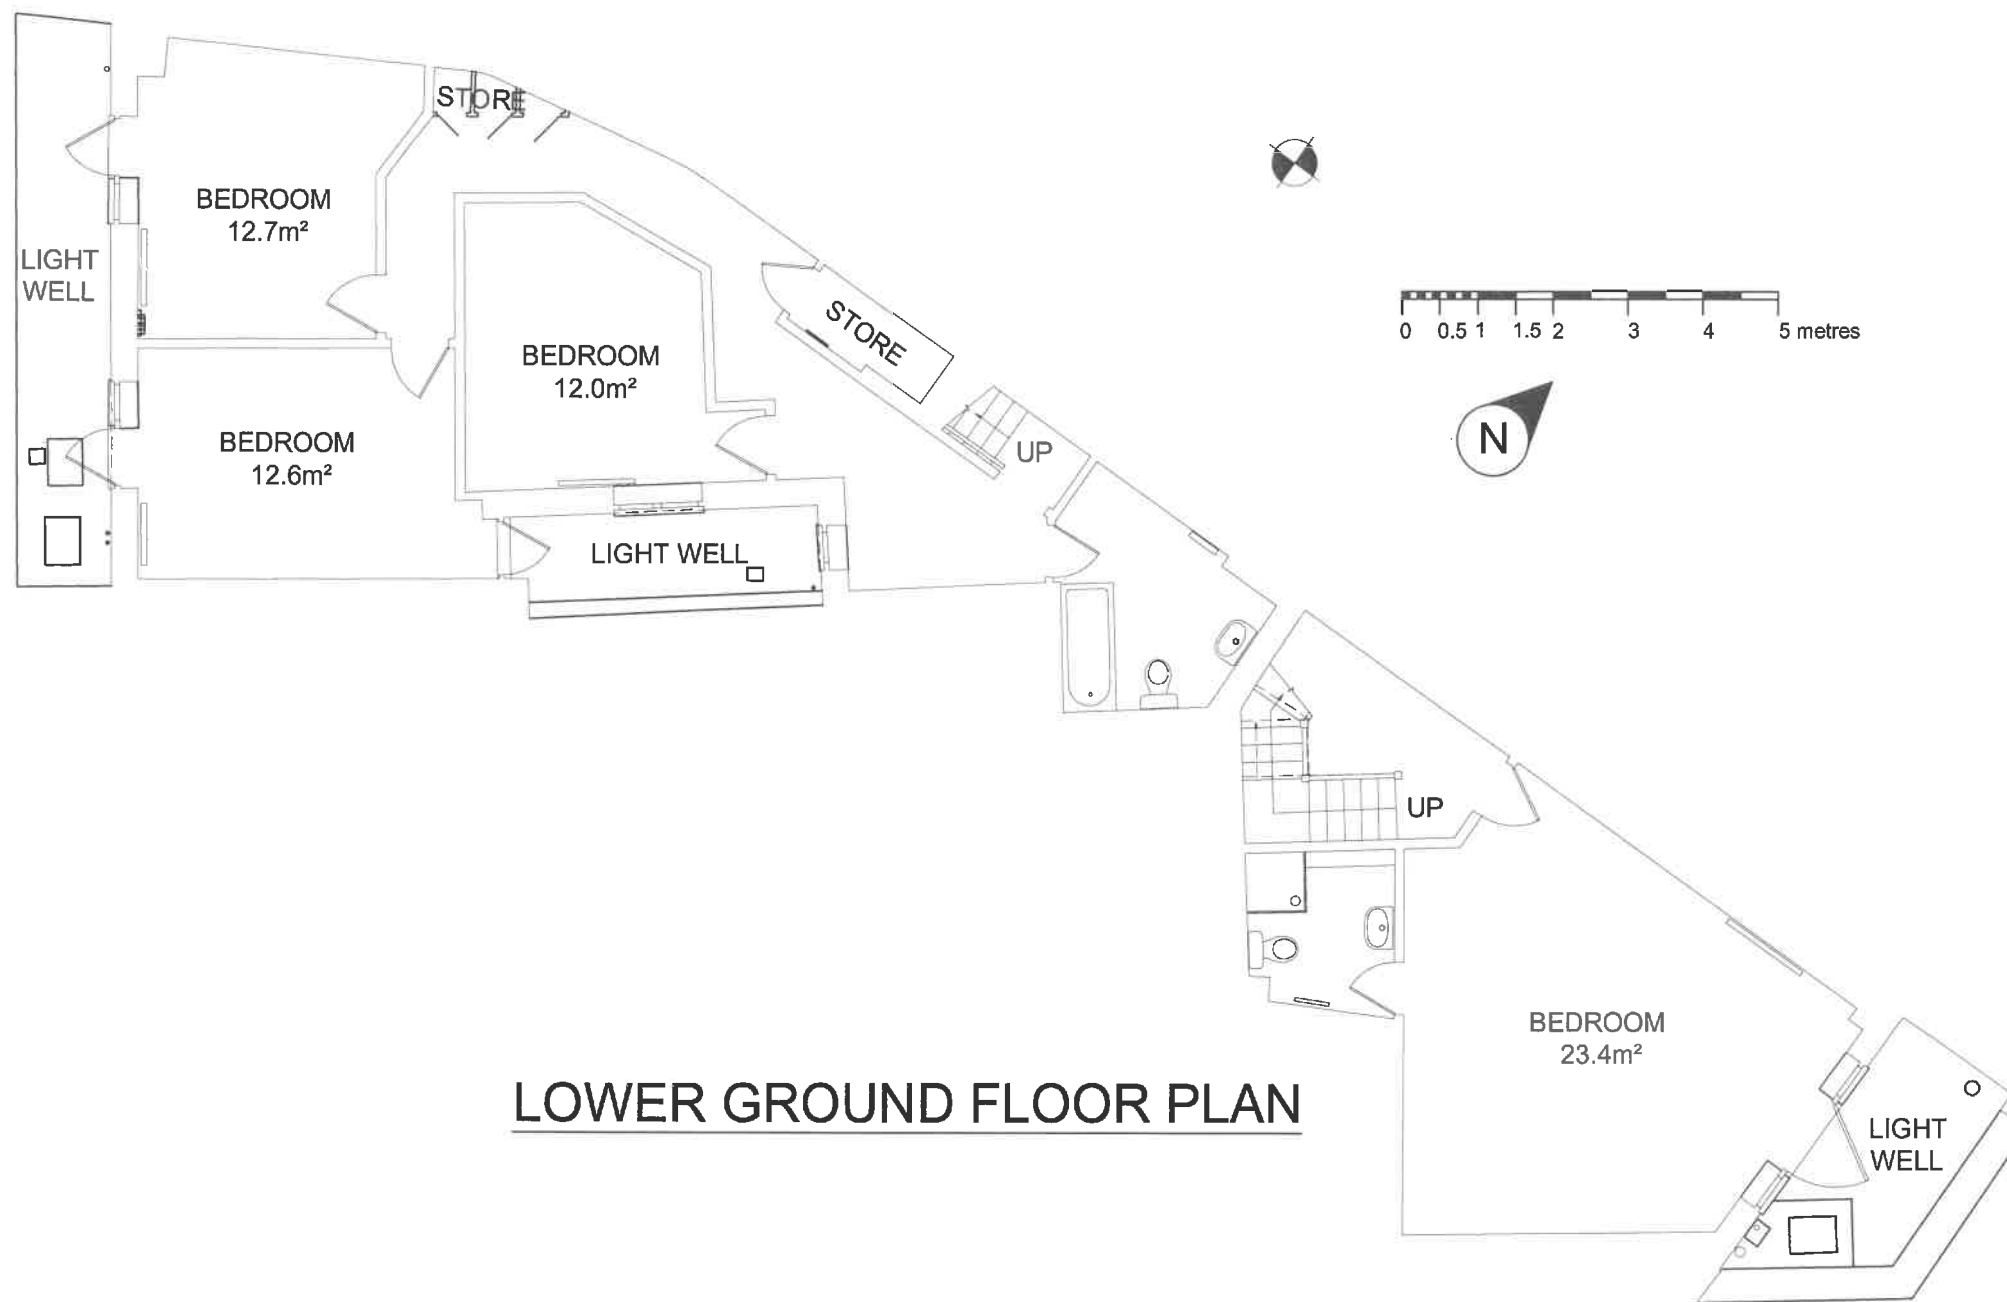 STORE
BEDROOM
12.7m²
LIGHT
WELL
BEDROOM
12.0m²
STORE
0 0.5 1 1.5 2 3 4 5 metres
N
BEDROOM
12.6m²
UP
LIGHT WELL
UP
BEDROOM
23.4m²
LOWER GROUND FLOOR PLAN
LIGHT
WELL